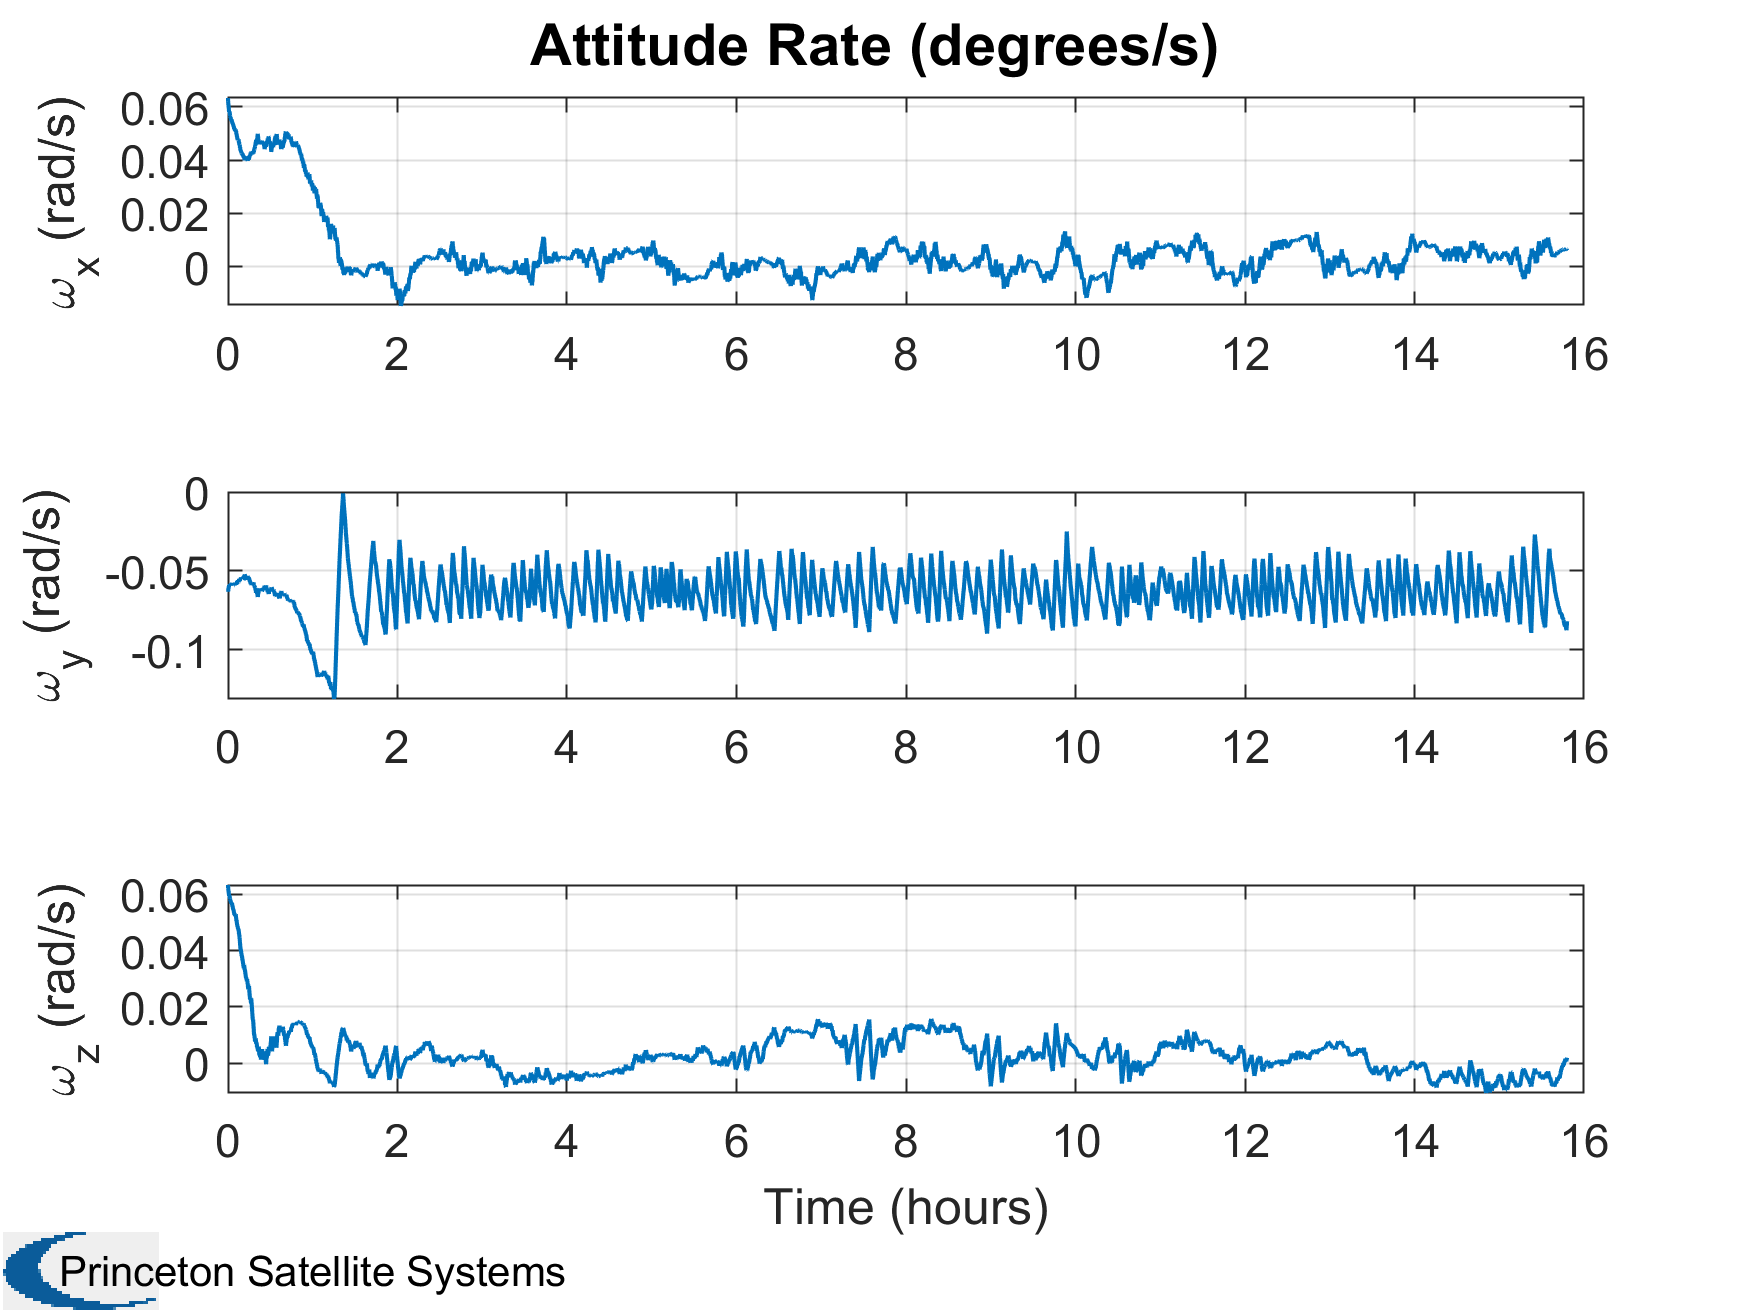 Attitude Rate (degrees/s)
ωx (rad/s)
0.06
0.04
0.02
0
0 2 4 6 8 10 12 14 16
ωy (rad/s)
0
-0.05
-0.1
0 2 4 6 8 10 12 14 16
ωz (rad/s)
0.06
0.04
0.02
0
0 2 4 6 8 10 12 14 16
Time (hours)
Princeton Satellite Systems